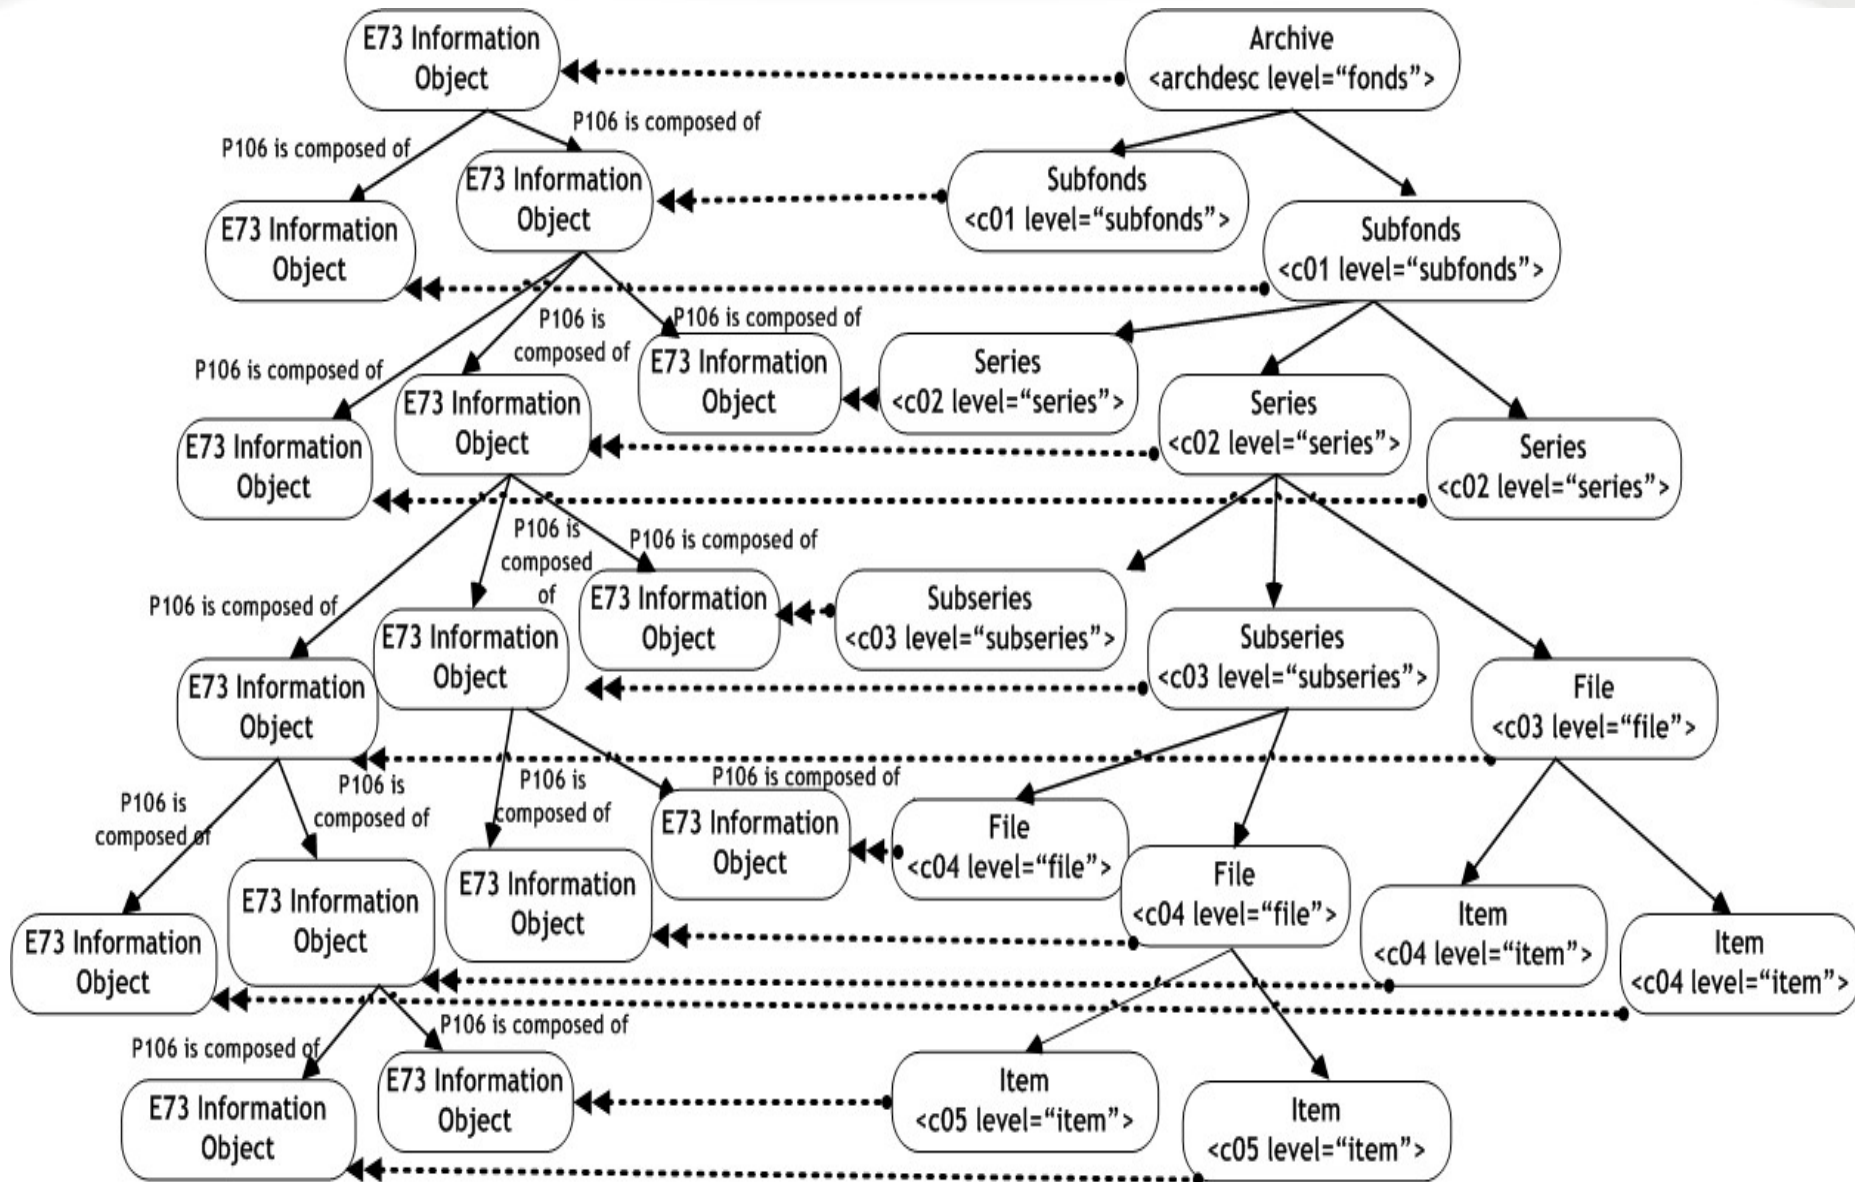 E73 Information
Object
Archive
<archdesc level=“fonds”>
P106 is composed of
P106 is composed of
E73 Information
Object
Subfonds
<c01 level=“subfonds”>
E73 Information
Object
Subfonds
<c01 level=“subfonds”>
P106 is
composed of
P106 is composed of
P106 is composed of
E73 Information
Object
Series
<c02 level=“series”>
E73 Information
Object
Series
<c02 level=“series”>
E73 Information
Object
Series
<c02 level=“series”>
P106 is
composed
of
P106 is composed of
P106 is composed of
E73 Information
Object
Subseries
<c03 level=“subseries”>
E73 Information
Object
Subseries
<c03 level=“subseries”>
E73 Information
Object
File
<c03 level=“file”>
P106 is
composed of
P106 is
composed of
P106 is
composed of
P106 is composed of
E73 Information
Object
File
<c04 level=“file”>
E73 Information
Object
File
<c04 level=“file”>
E73 Information
Object
Item
<c04 level=“item”>
E73 Information
Object
Item
<c04 level=“item”>
P106 is composed of
P106 is composed of
E73 Information
Object
Item
<c05 level=“item”>
E73 Information
Object
Item
<c05 level=“item”>